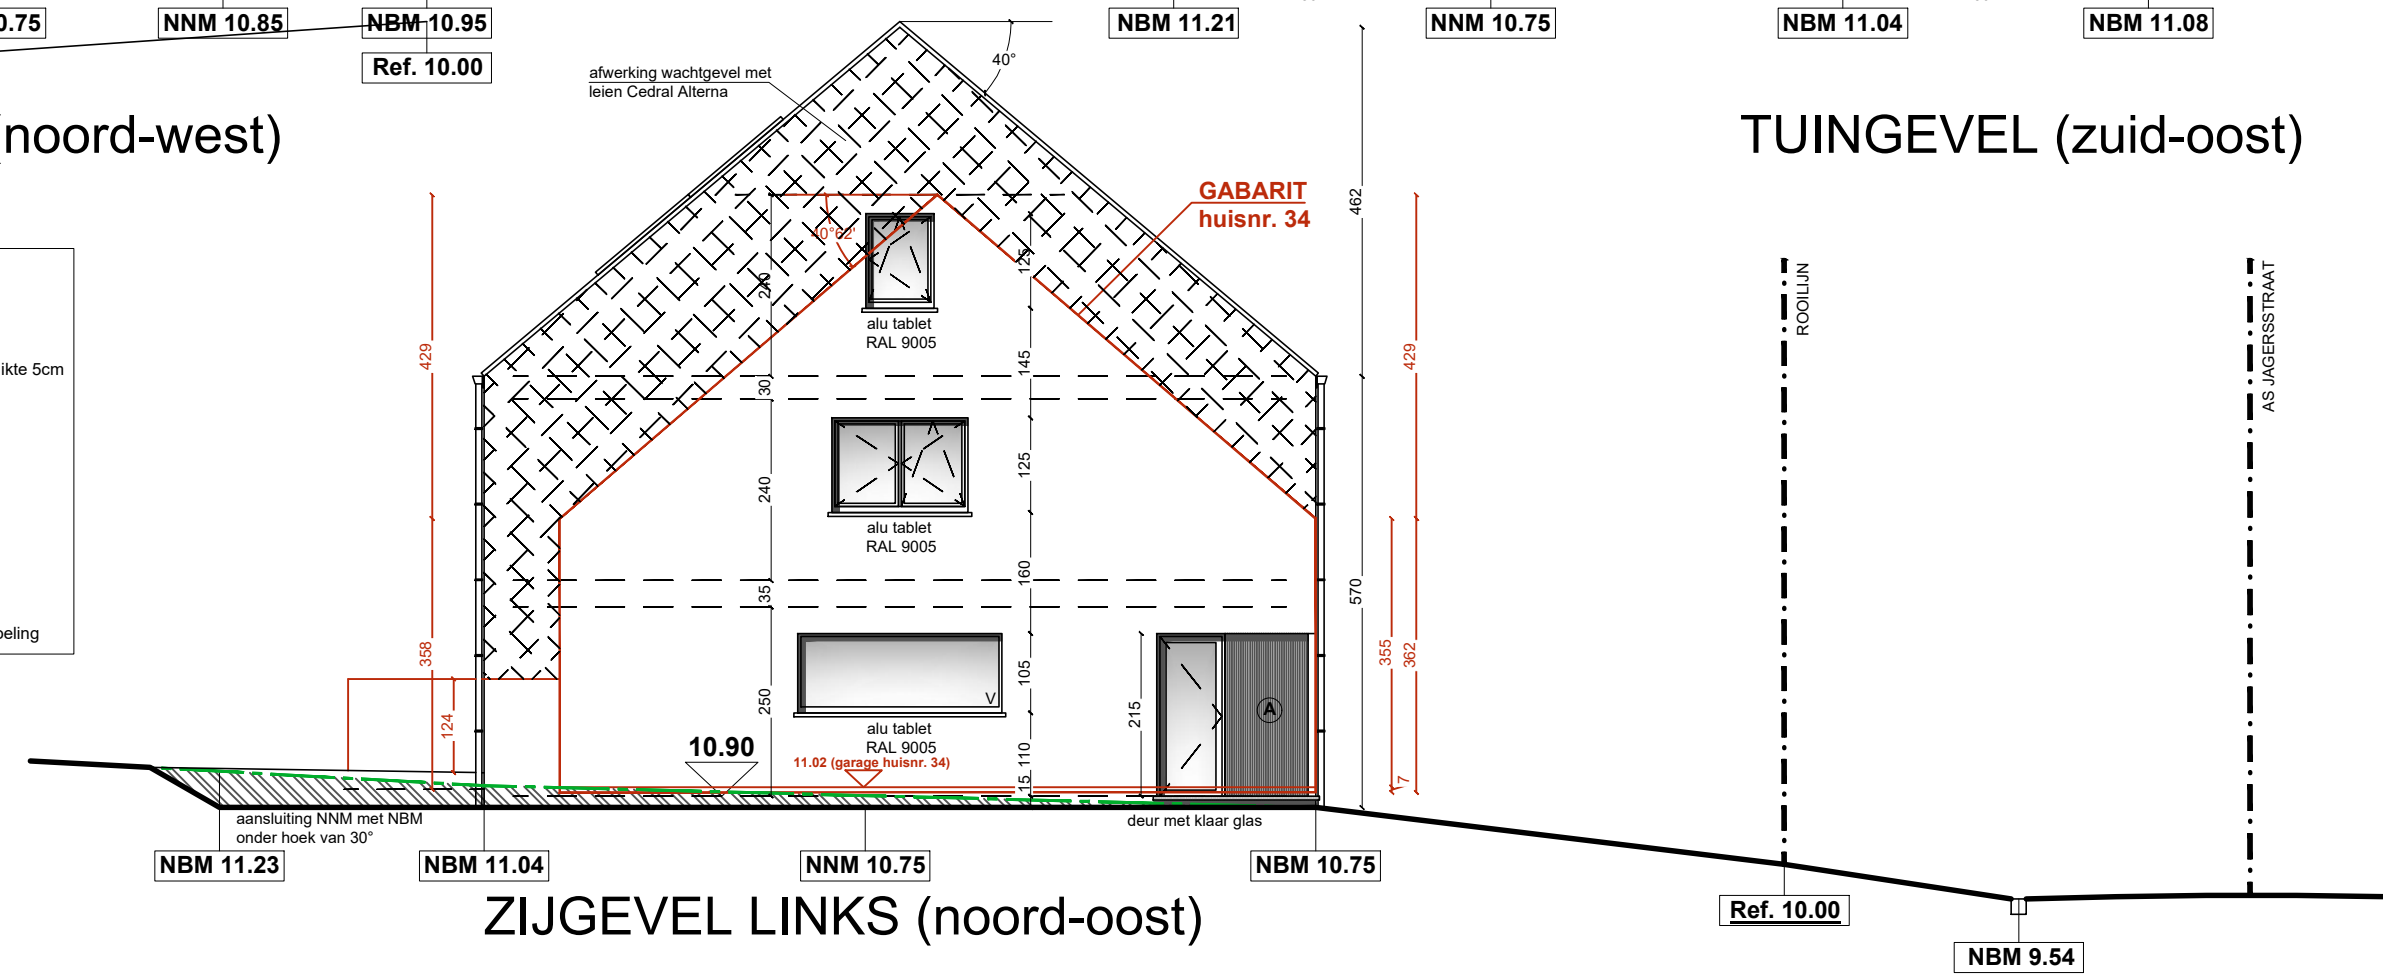 0.75
NNM 10.85
NBM 10.95
Ref. 10.00
NBM 11.21
NNM 10.75
NBM 11.04
NBM 11.08
(noord-west)
TUINGEVEL (zuid-oost)
afwerking wachtgevel met
leien Cedral Alterna
40°
GABARIT
huisnr. 34
40°62'
462
429
429
240
125
alu tablet
RAL 9005
145
30
ikte 5cm
ROOILIJN
AS JAGERSSTRAAT
240
125
alu tablet
RAL 9005
160
35
570
peling
358
355
362
105
250
V
A
215
124
alu tablet
RAL 9005
110
10.90
11.02 (garage huisnr. 34)
15
7
aansluiting NNM met NBM
onder hoek van 30°
deur met klaar glas
NBM 11.23
NBM 11.04
NNM 10.75
NBM 10.75
ZIJGEVEL LINKS (noord-oost)
Ref. 10.00
NBM 9.54